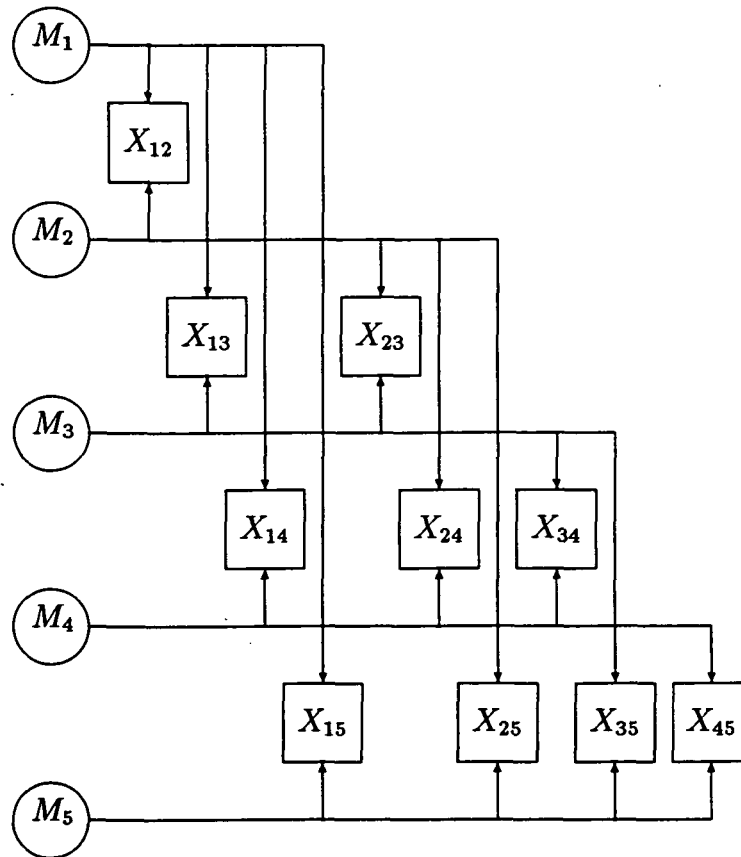 M₁
X₁₂
M₂
X₁₃ X₂₃
M₃
X₁₄ X₂₄ X₃₄
M₄
X₁₅ X₂₅ X₃₅ X₄₅
M₅